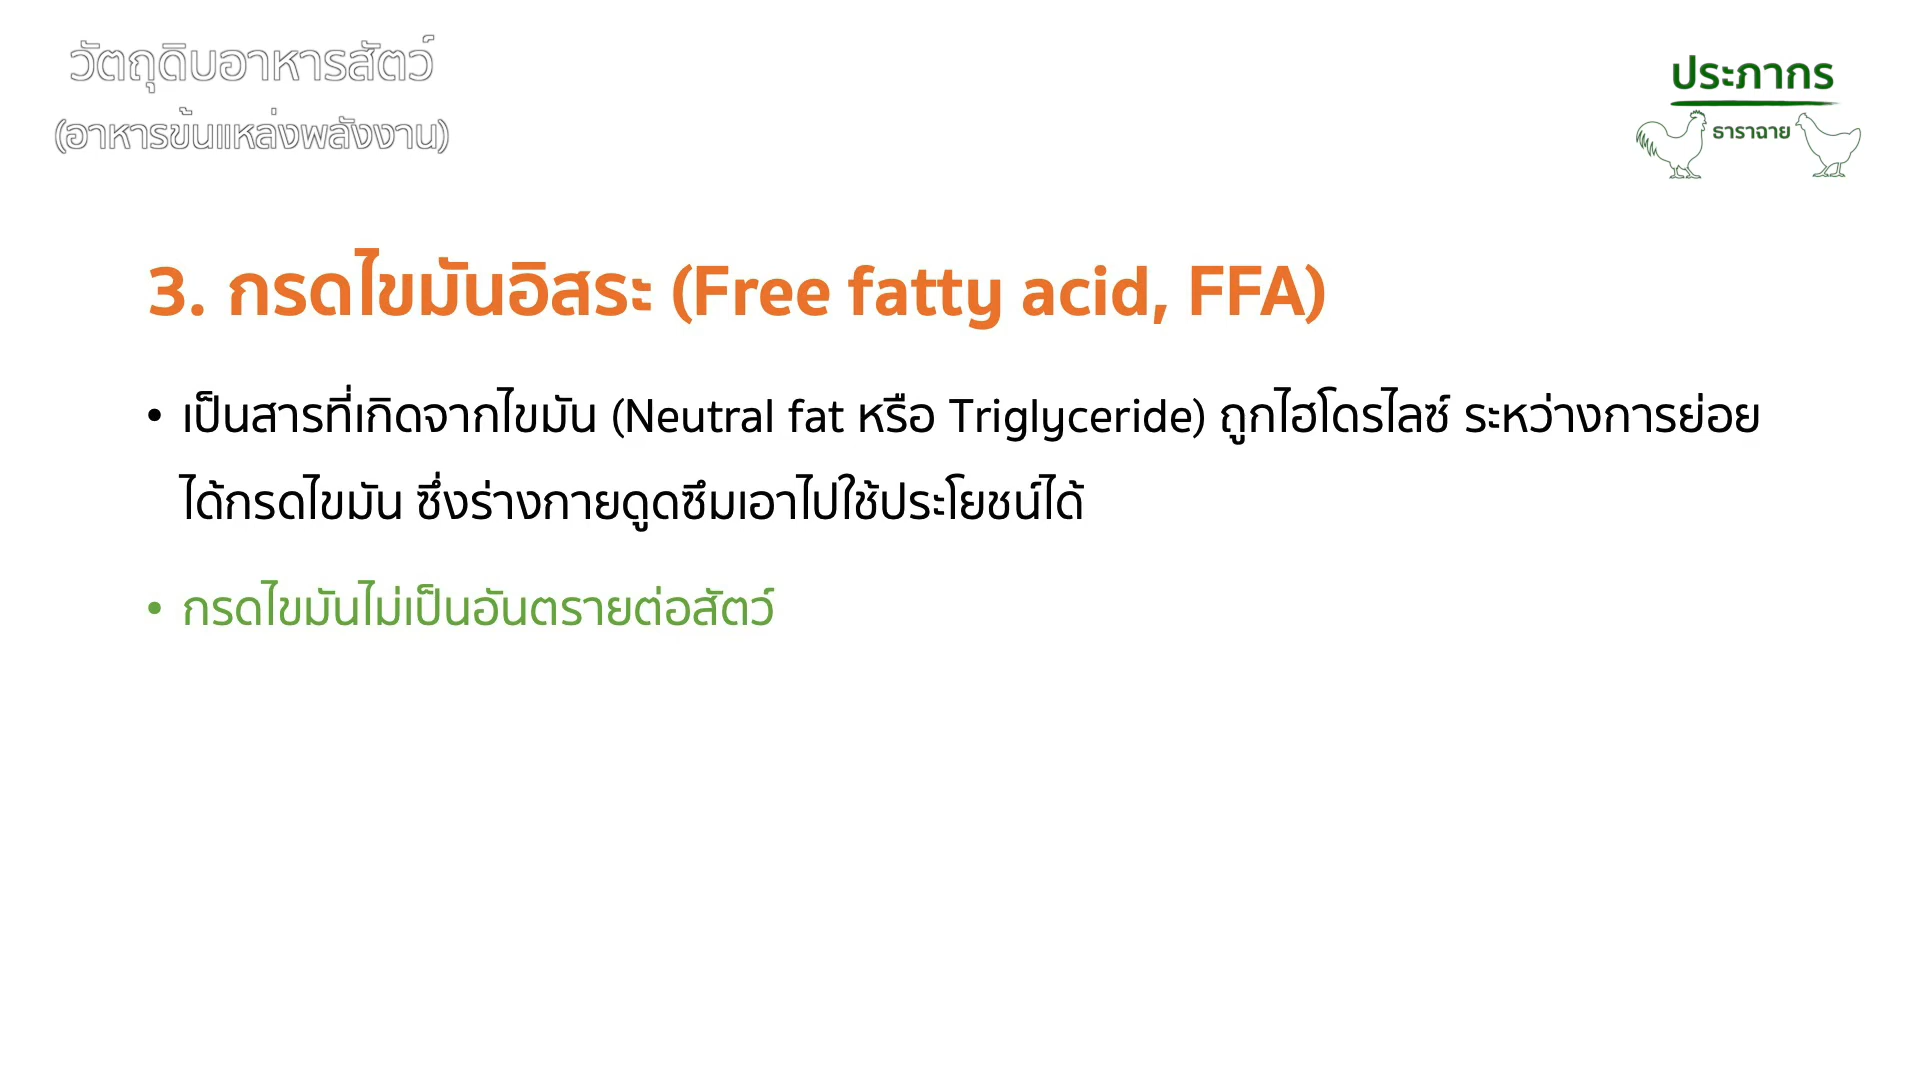 วัตถุดิบอาหารสัตว์
(อาหารข้นแหล่งพลังงาน)
ประภากร
ธาราฉาย
3. กรดไขมันอิสระ (Free fatty acid, FFA)
• เป็นสารที่เกิดจากไขมัน (Neutral fat หรือ Triglyceride) ถูกไฮโดรไลซ์ ระหว่างการย่อย
ได้กรดไขมัน ซึ่งร่างกายดูดซึมเอาไปใช้ประโยชน์ได้
• กรดไขมันไม่เป็นอันตรายต่อสัตว์